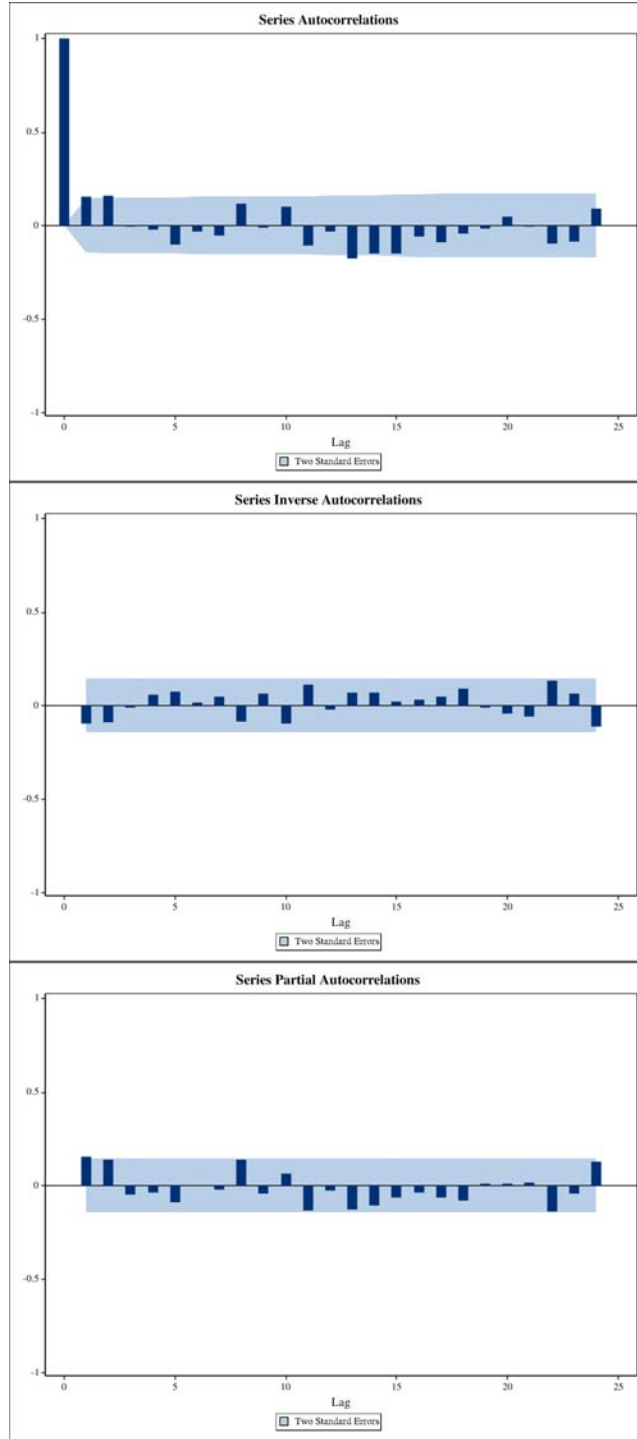 Series Autocorrelations
1
0.5
0
-0.5
-1
0 5 10 15 20 25
Lag
Two Standard Errors
Series Inverse Autocorrelations
1
0.5
0
-0.5
-1
0 5 10 15 20 25
Lag
Two Standard Errors
Series Partial Autocorrelations
1
0.5
0
-0.5
-1
0 5 10 15 20 25
Lag
Two Standard Errors